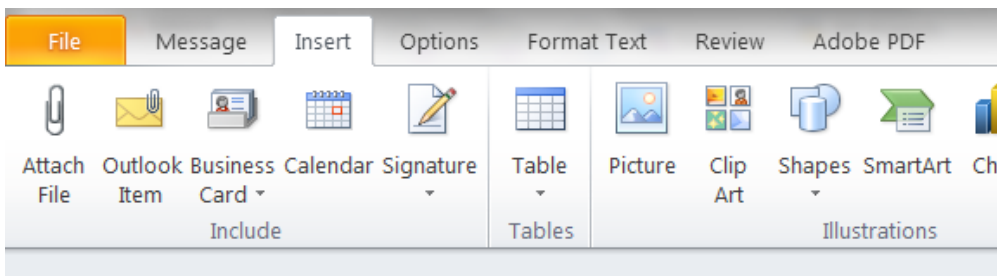 File Message Insert Options Format Text Review Adobe PDF
Attach Outlook Business Calendar Signature Table Picture Clip Shapes SmartArt Ch
File Item Card Art
Include Tables Illustrations